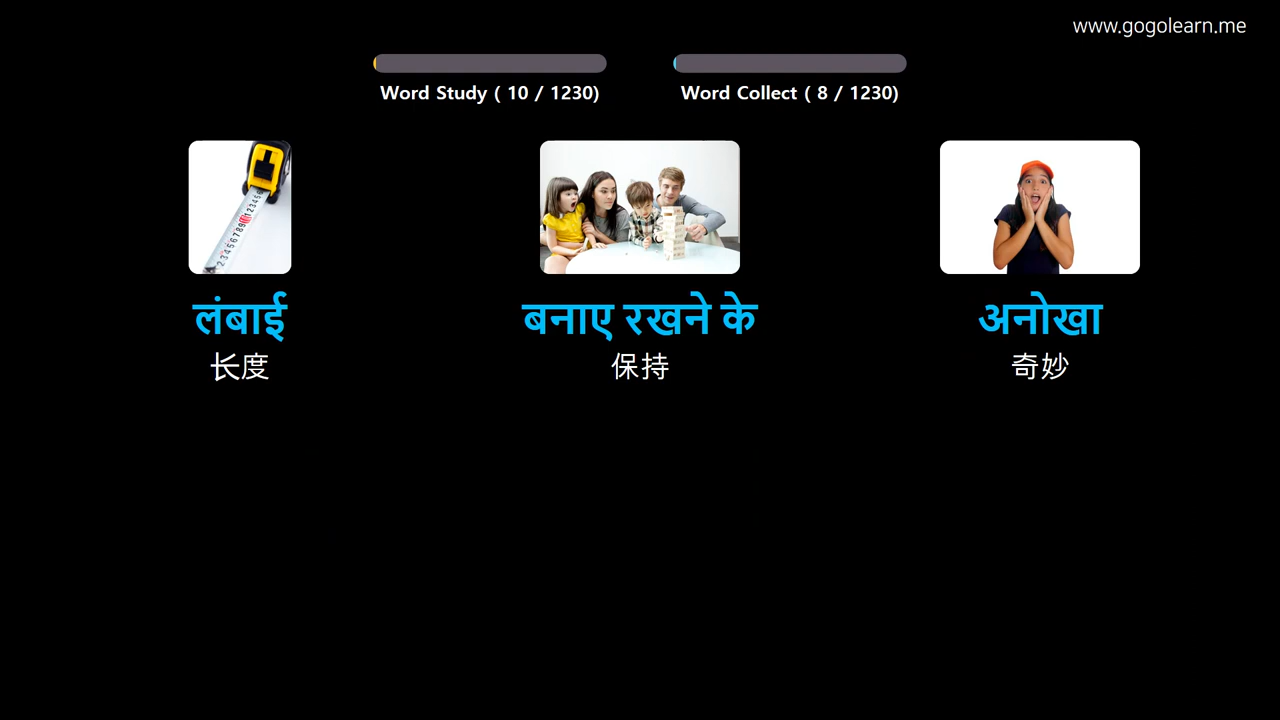 www.gogolearn.me
Word Study ( 10 / 1230)
Word Collect ( 8 / 1230)
लंबाई
बनाए रखने के
अनोखा
长度
保持
奇妙